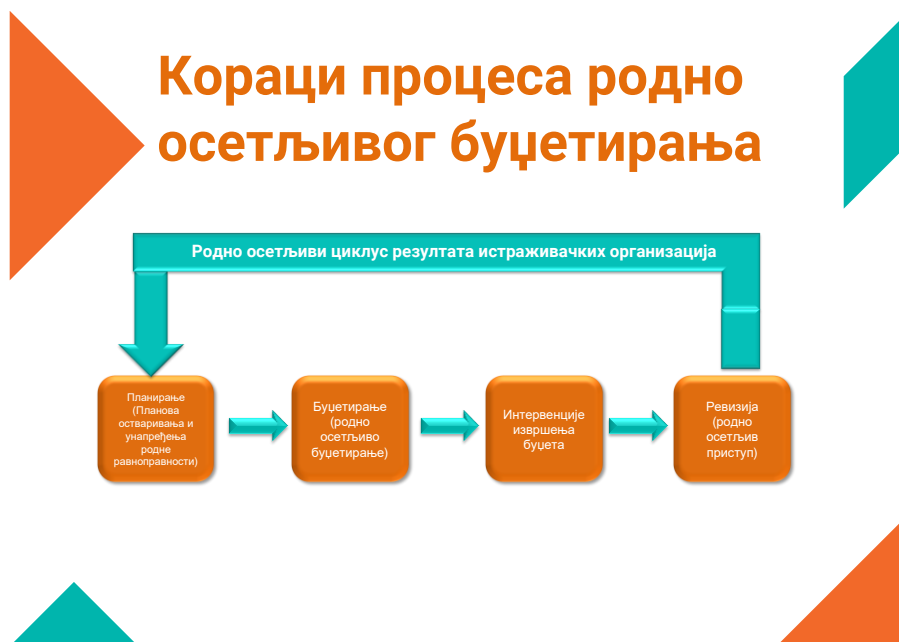 Кораци процеса родно
осетљивог буџетирања
Родно осетљиви циклус резултата истраживачких организација
Планирање
(Планова
остваривања и
унапређења
родне
равноправности)
Буџетирање
(родно
осетљиво
буџетирање)
Интервенције
извршења
буџета
Ревизија
(родно
осетљив
приступ)